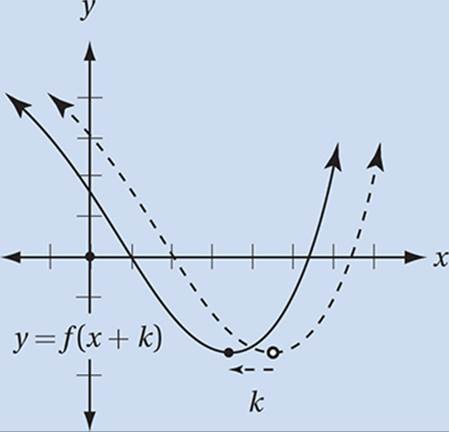 y
x
y = f(x + k)
k